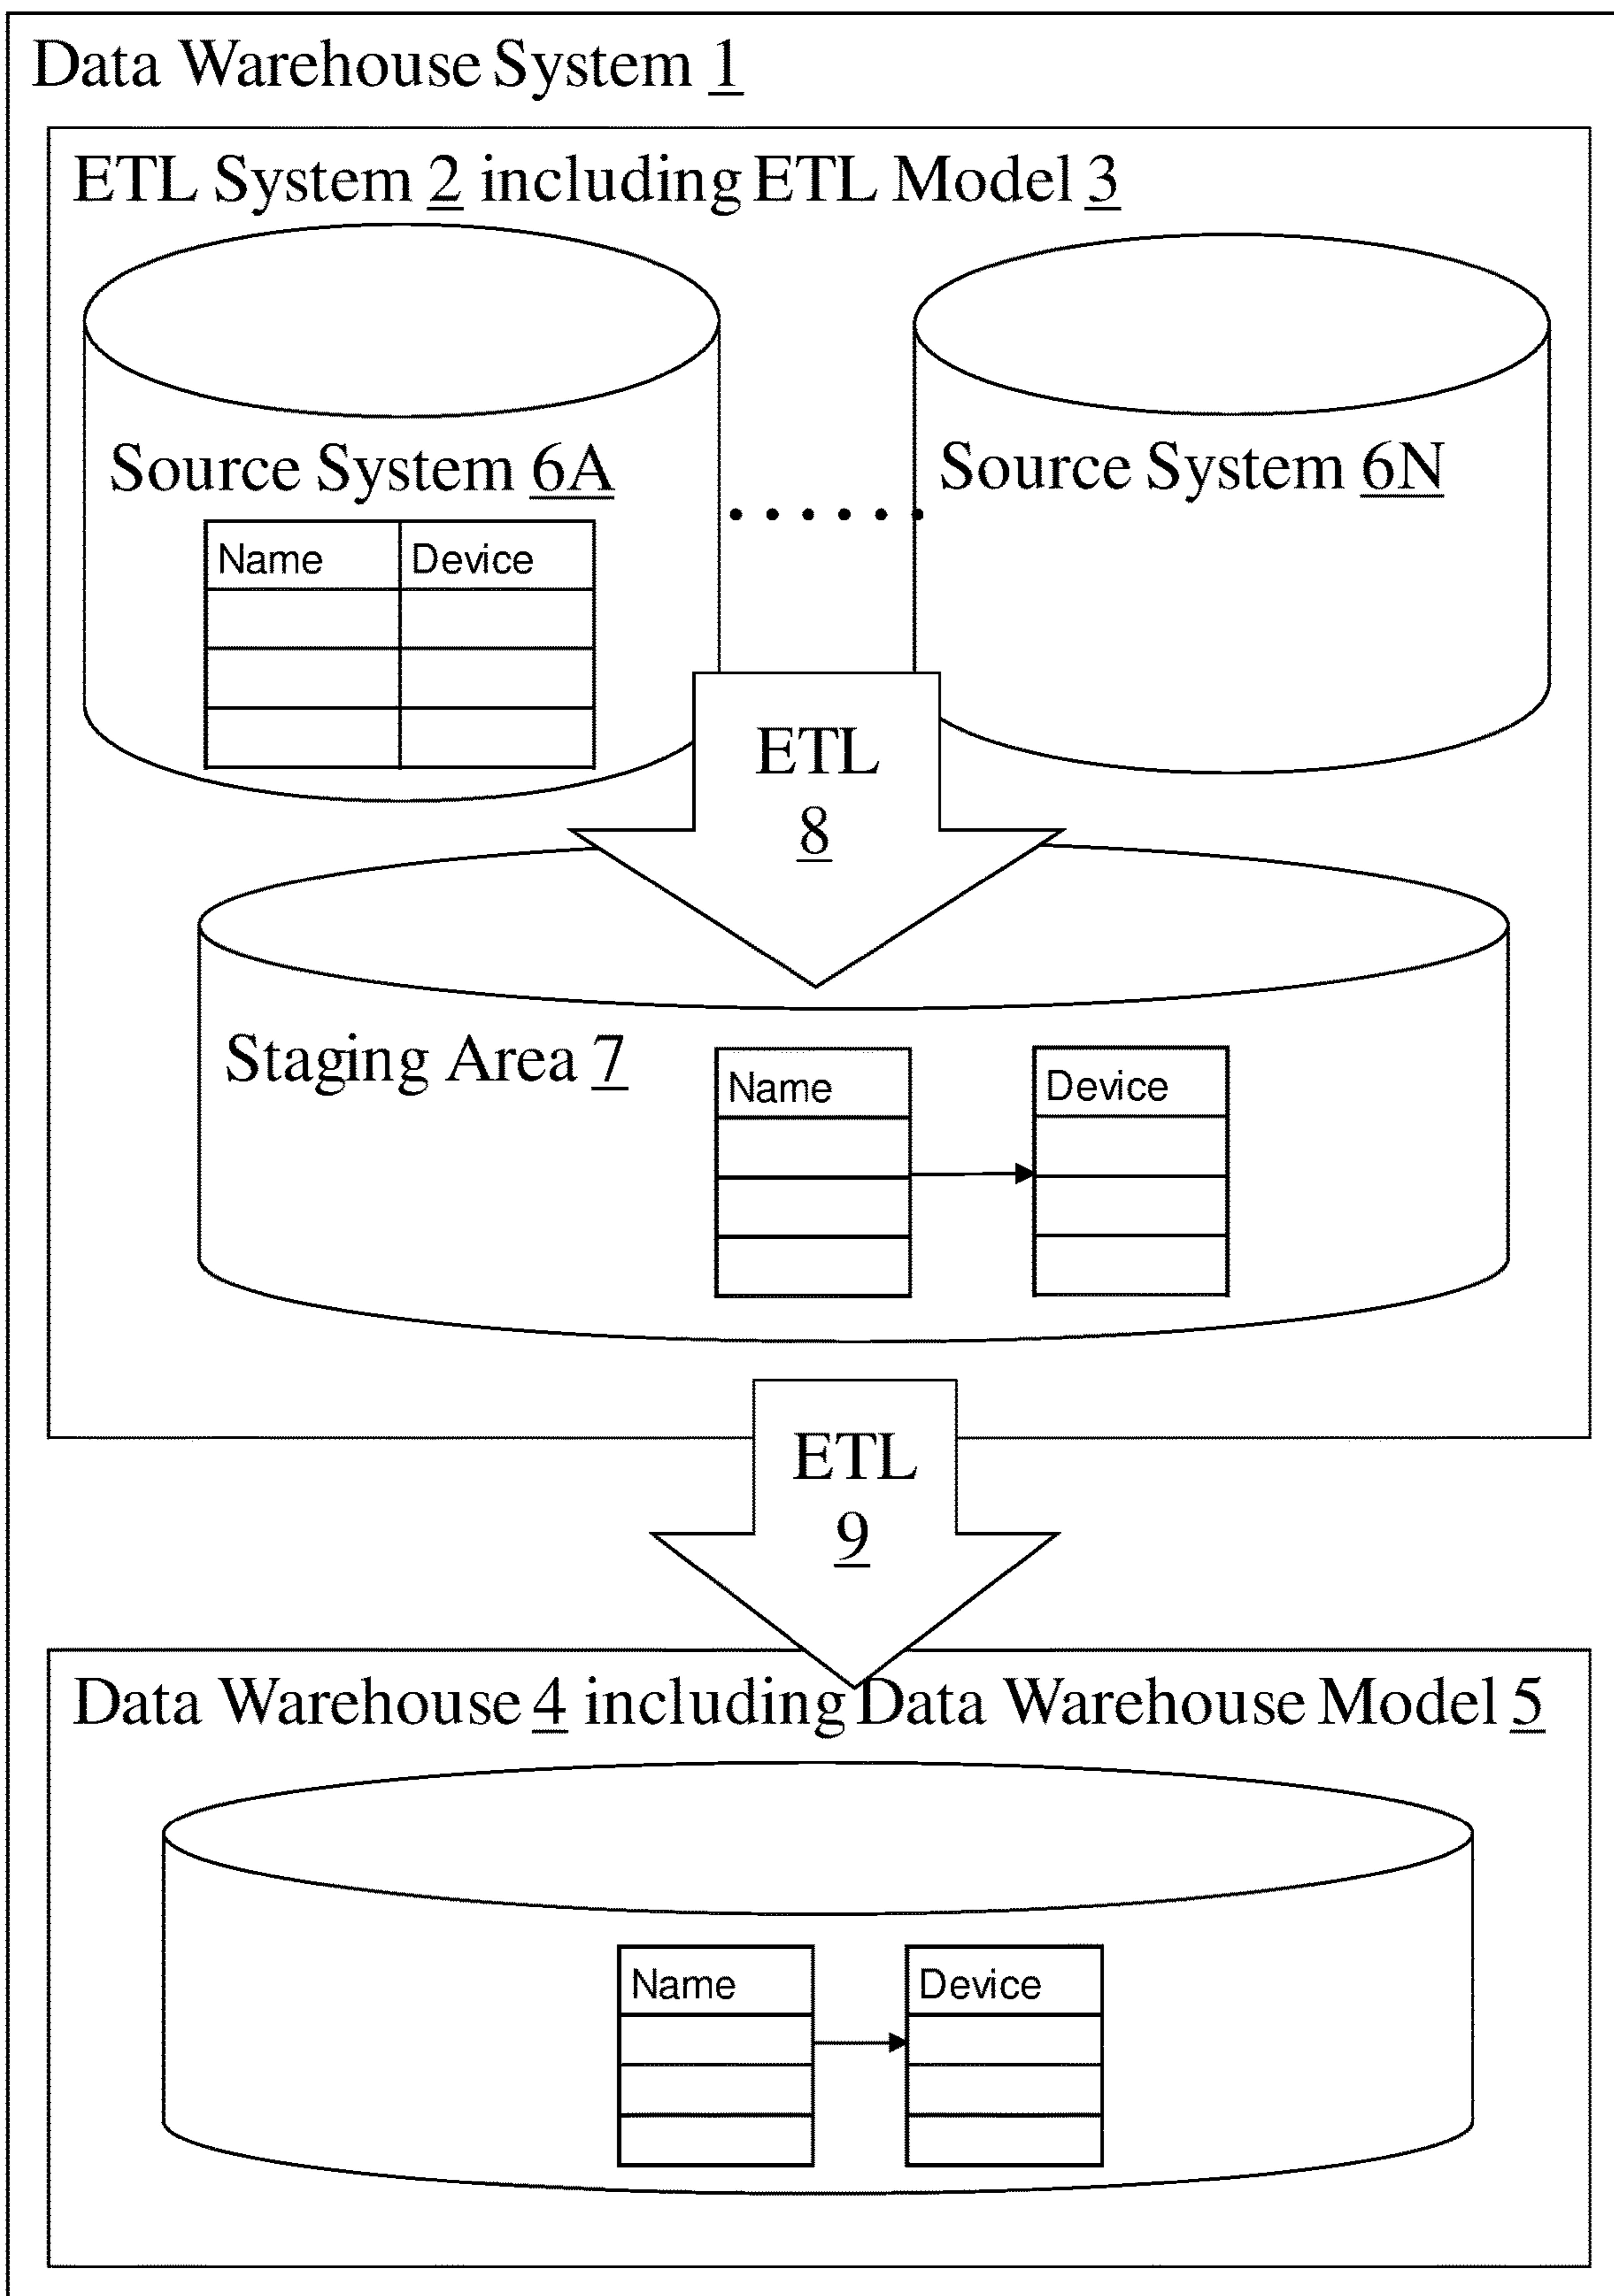 Data Warehouse System 1
ETL System 2 including ETL Model 3
Source System 6A
Source System 6N
Name Device
ETL
8
Staging Area 7
Name
Device
ETL
9
Data Warehouse 4 including Data Warehouse Model 5
Name
Device